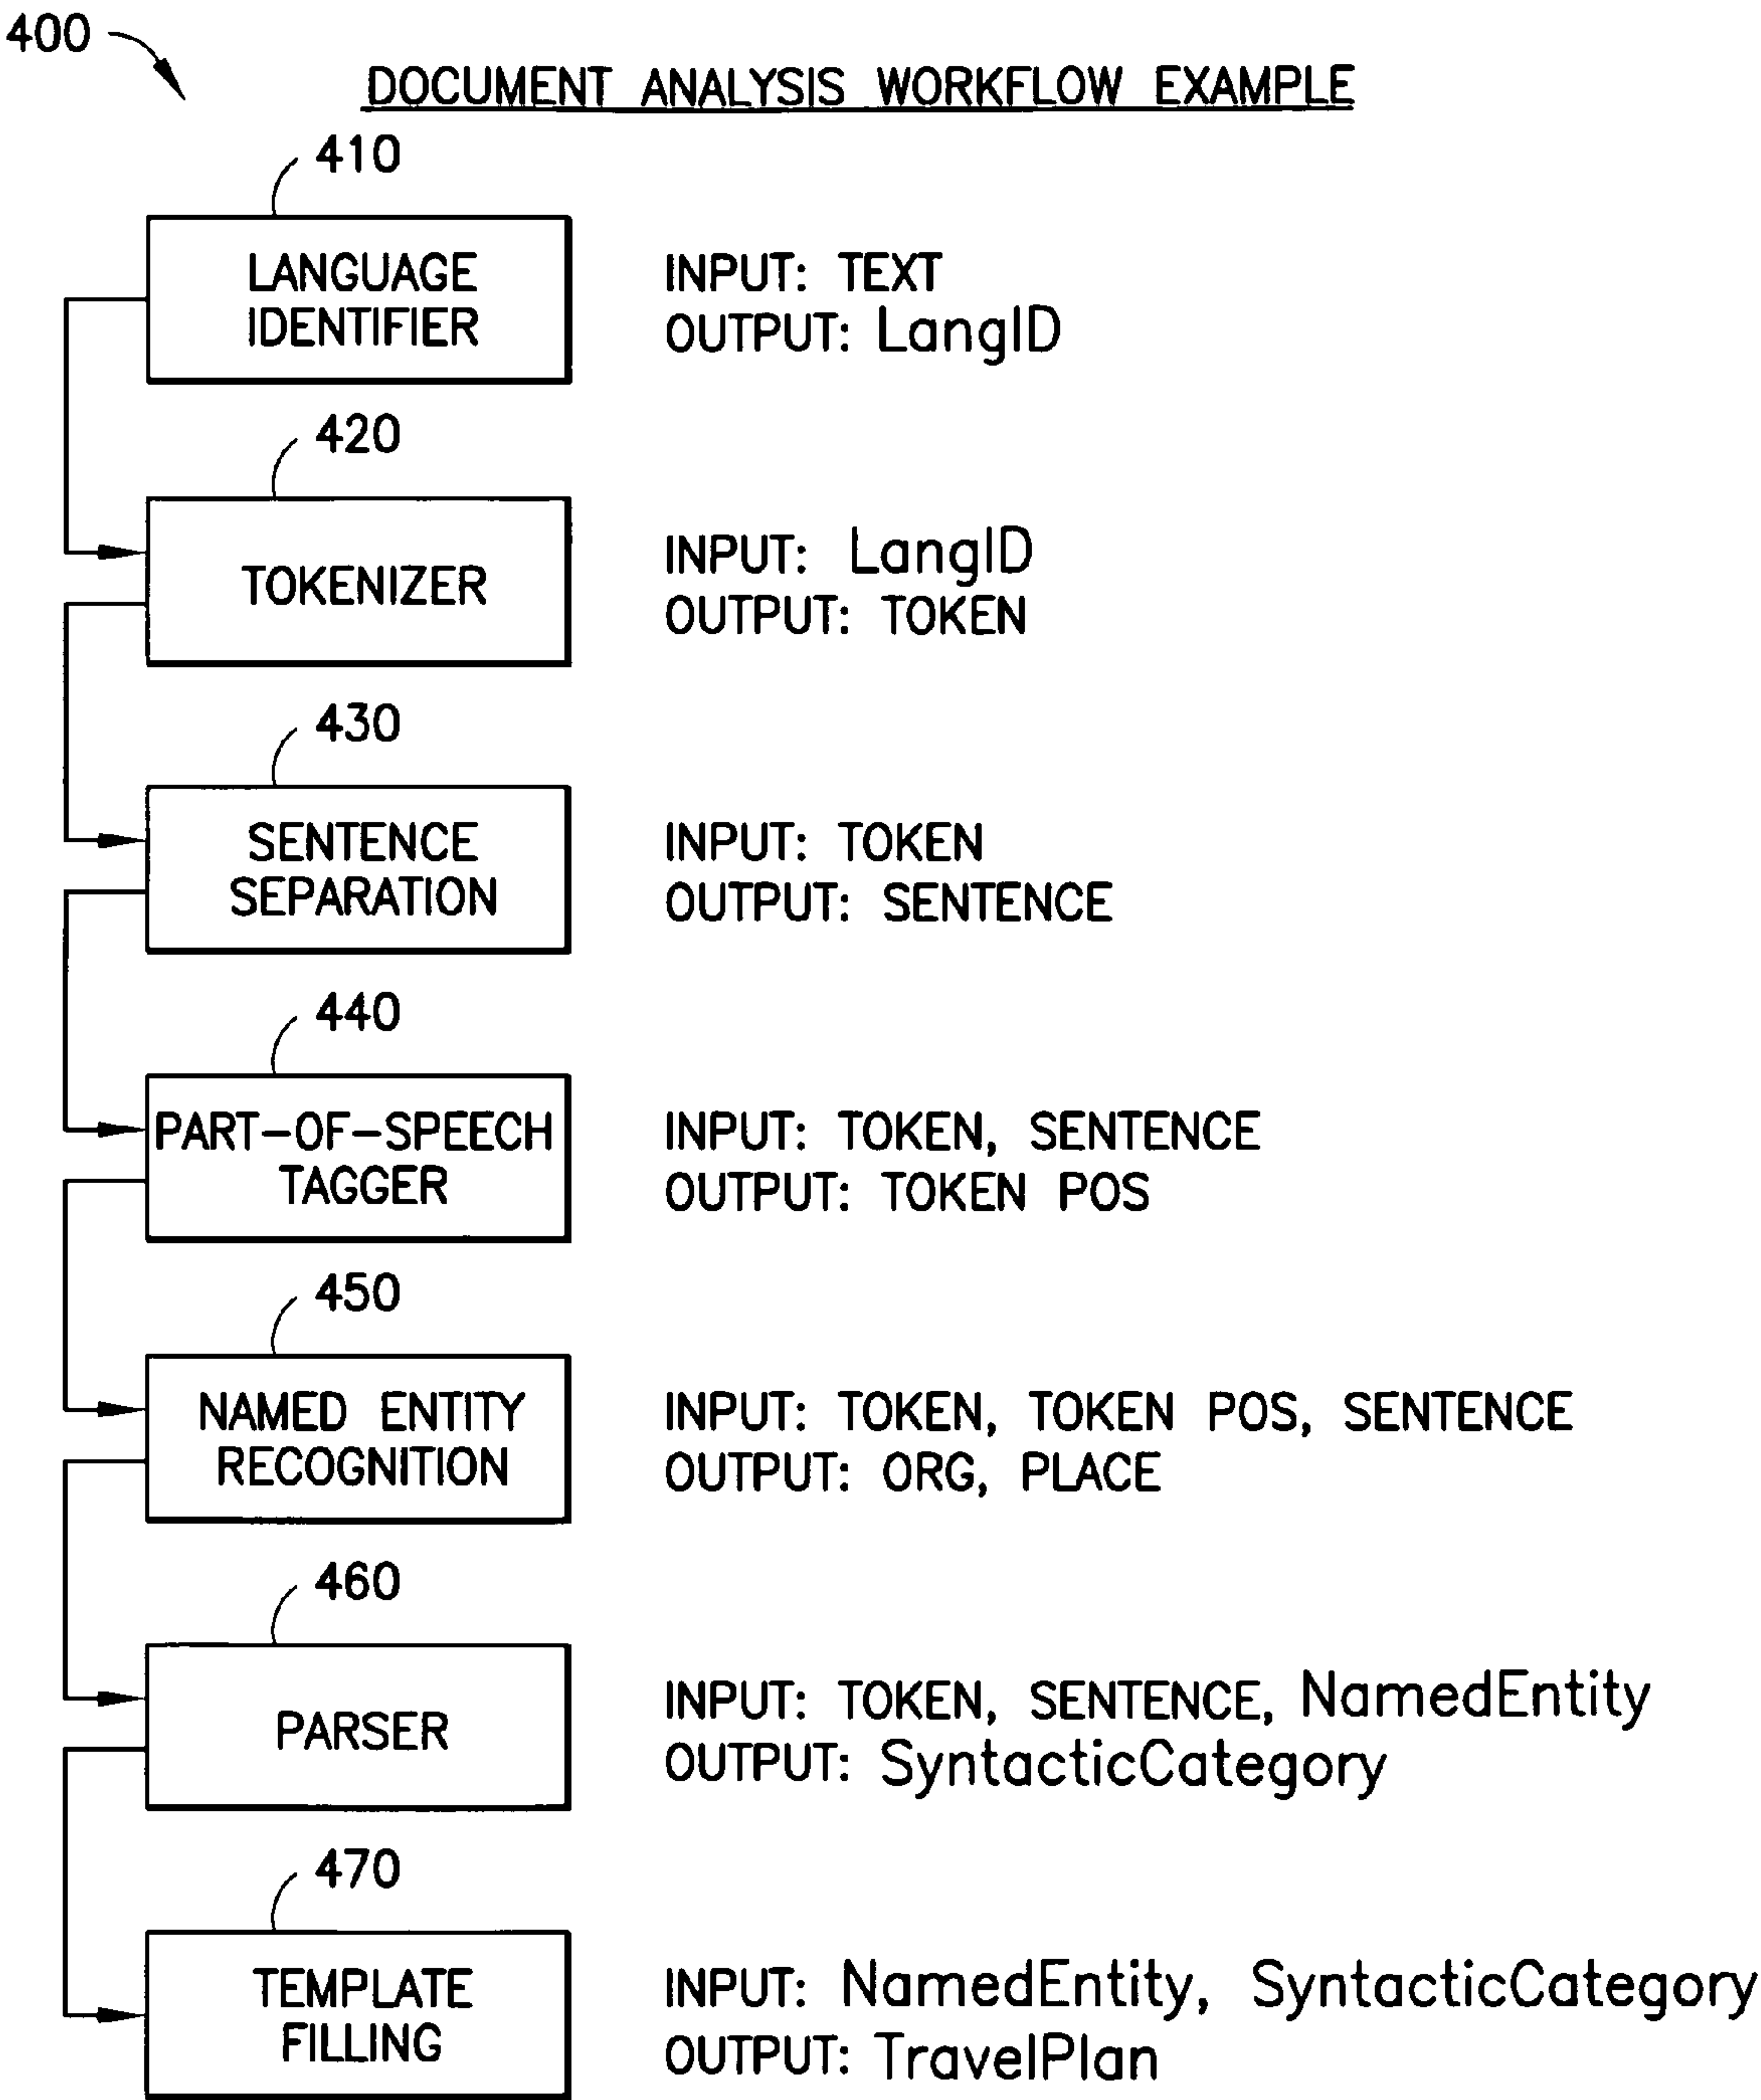 400
DOCUMENT ANALYSIS WORKFLOW EXAMPLE
410
LANGUAGE
IDENTIFIER
INPUT: TEXT
OUTPUT: LangID
420
TOKENIZER
INPUT: LangID
OUTPUT: TOKEN
430
SENTENCE
SEPARATION
INPUT: TOKEN
OUTPUT: SENTENCE
440
PART-OF-SPEECH
TAGGER
INPUT: TOKEN, SENTENCE
OUTPUT: TOKEN POS
450
NAMED ENTITY
RECOGNITION
INPUT: TOKEN, TOKEN POS, SENTENCE
OUTPUT: ORG, PLACE
460
PARSER
INPUT: TOKEN, SENTENCE, NamedEntity
OUTPUT: SyntacticCategory
470
TEMPLATE
FILLING
INPUT: NamedEntity, SyntacticCategory
OUTPUT: TravelPlan